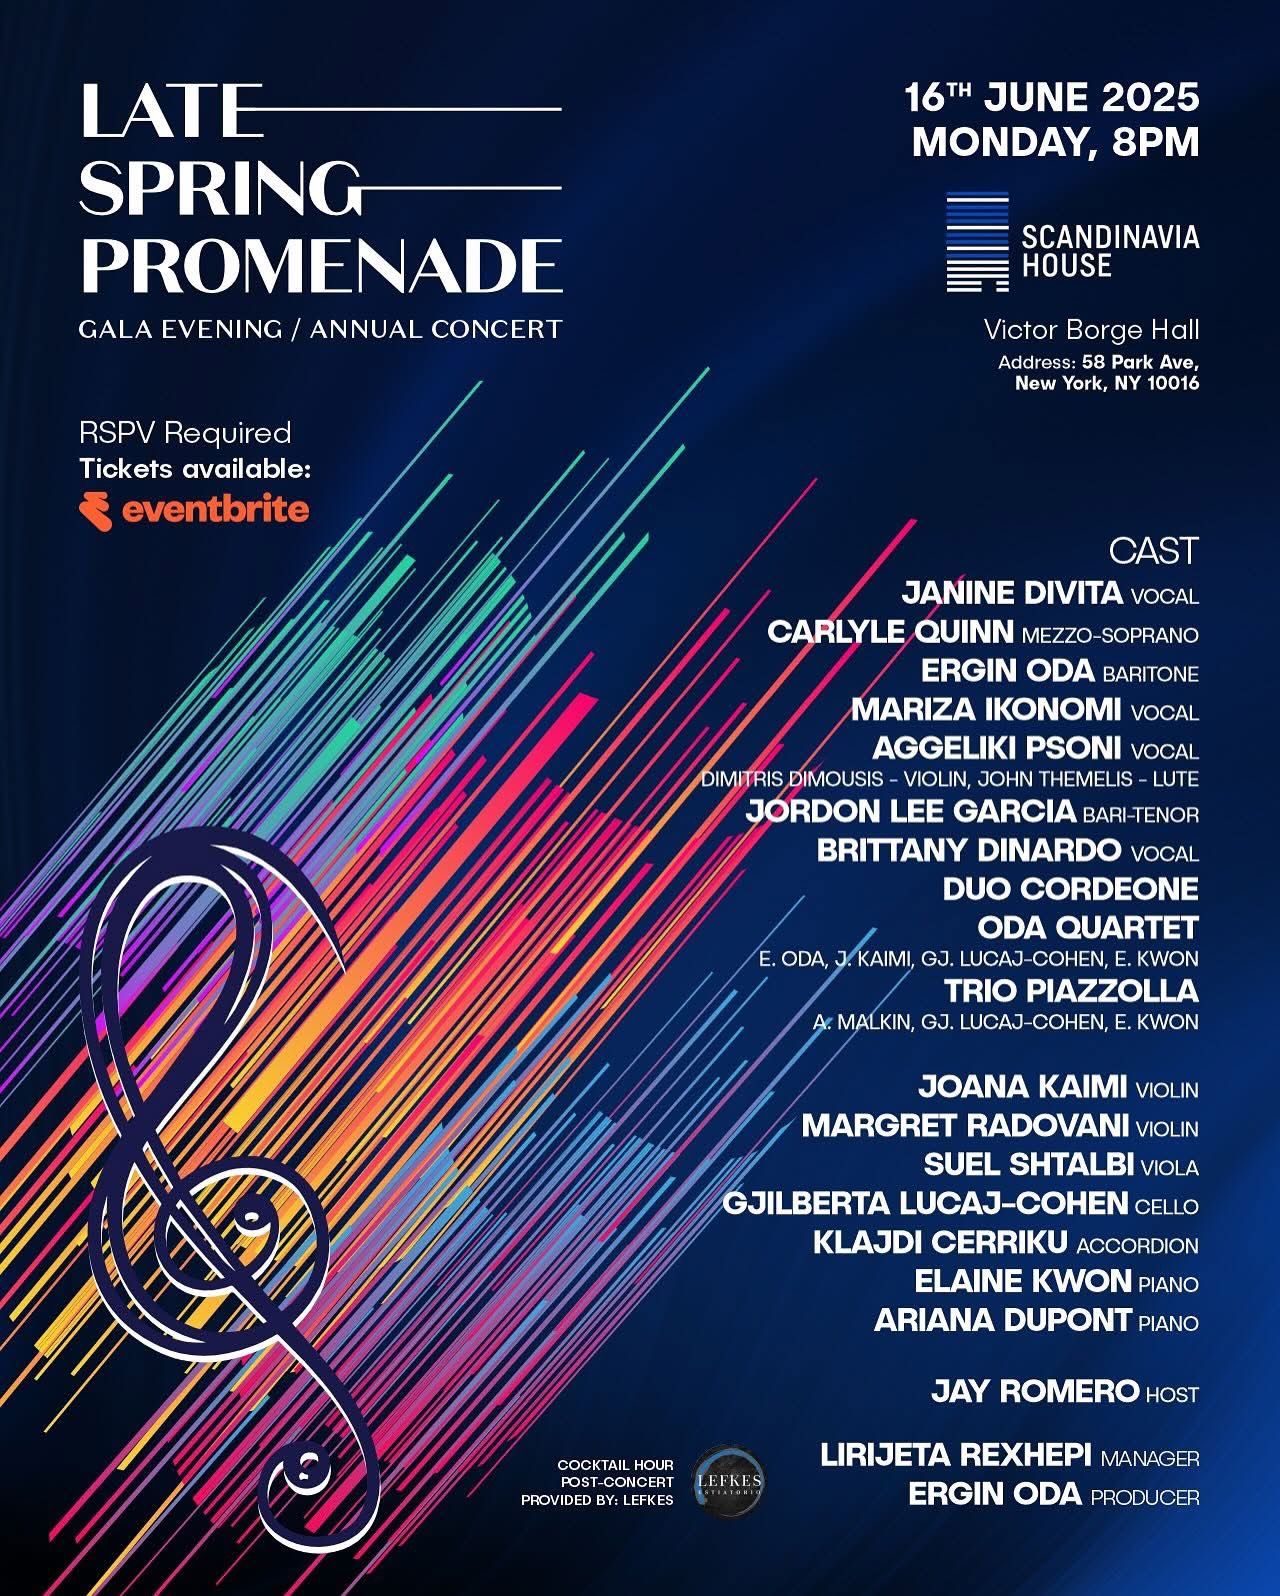 LATE
SPRING
PROMENADE
GALA EVENING / ANNUAL CONCERT
RSPV Required
Tickets available:
eventbrite
16TH JUNE 2025
MONDAY, 8PM
SCANDINAVIA
HOUSE
Victor Borge Hall
Address: 58 Park Ave,
New York, NY 10016
CAST
JANINE DIVITA VOCAL
CARLYLE QUINN MEZZO-SOPRANO
ERGIN ODA BARITONE
MARIZA IKONOMI VOCAL
AGGELIKI PSONI VOCAL
DIMITRIS DIMOUSIS - VIOLIN, JOHN THEMELIS - LUTE
JORDON LEE GARCIA BARI-TENOR
BRITTANY DINARDO VOCAL
DUO CORDEONE
ODA QUARTET
E. ODA, J. KAIMI, GJ. LUCAJ-COHEN, E. KWON
TRIO PIAZZOLLA
A. MALKIN, GJ. LUCAJ-COHEN, E. KWON
JOANA KAIMI VIOLIN
MARGRET RADOVANI VIOLIN
SUEL SHTALBI VIOLA
GJILBERTA LUCAJ-COHEN CELLO
KLAJDI CERRIKU ACCORDION
ELAINE KWON PIANO
ARIANA DUPONT PIANO
JAY ROMERO HOST
LIRIJETA REXHEPI MANAGER
ERGIN ODA PRODUCER
COCKTAIL HOUR
POST-CONCERT
PROVIDED BY: LEFKES
LEFKES
ESTIATORIO